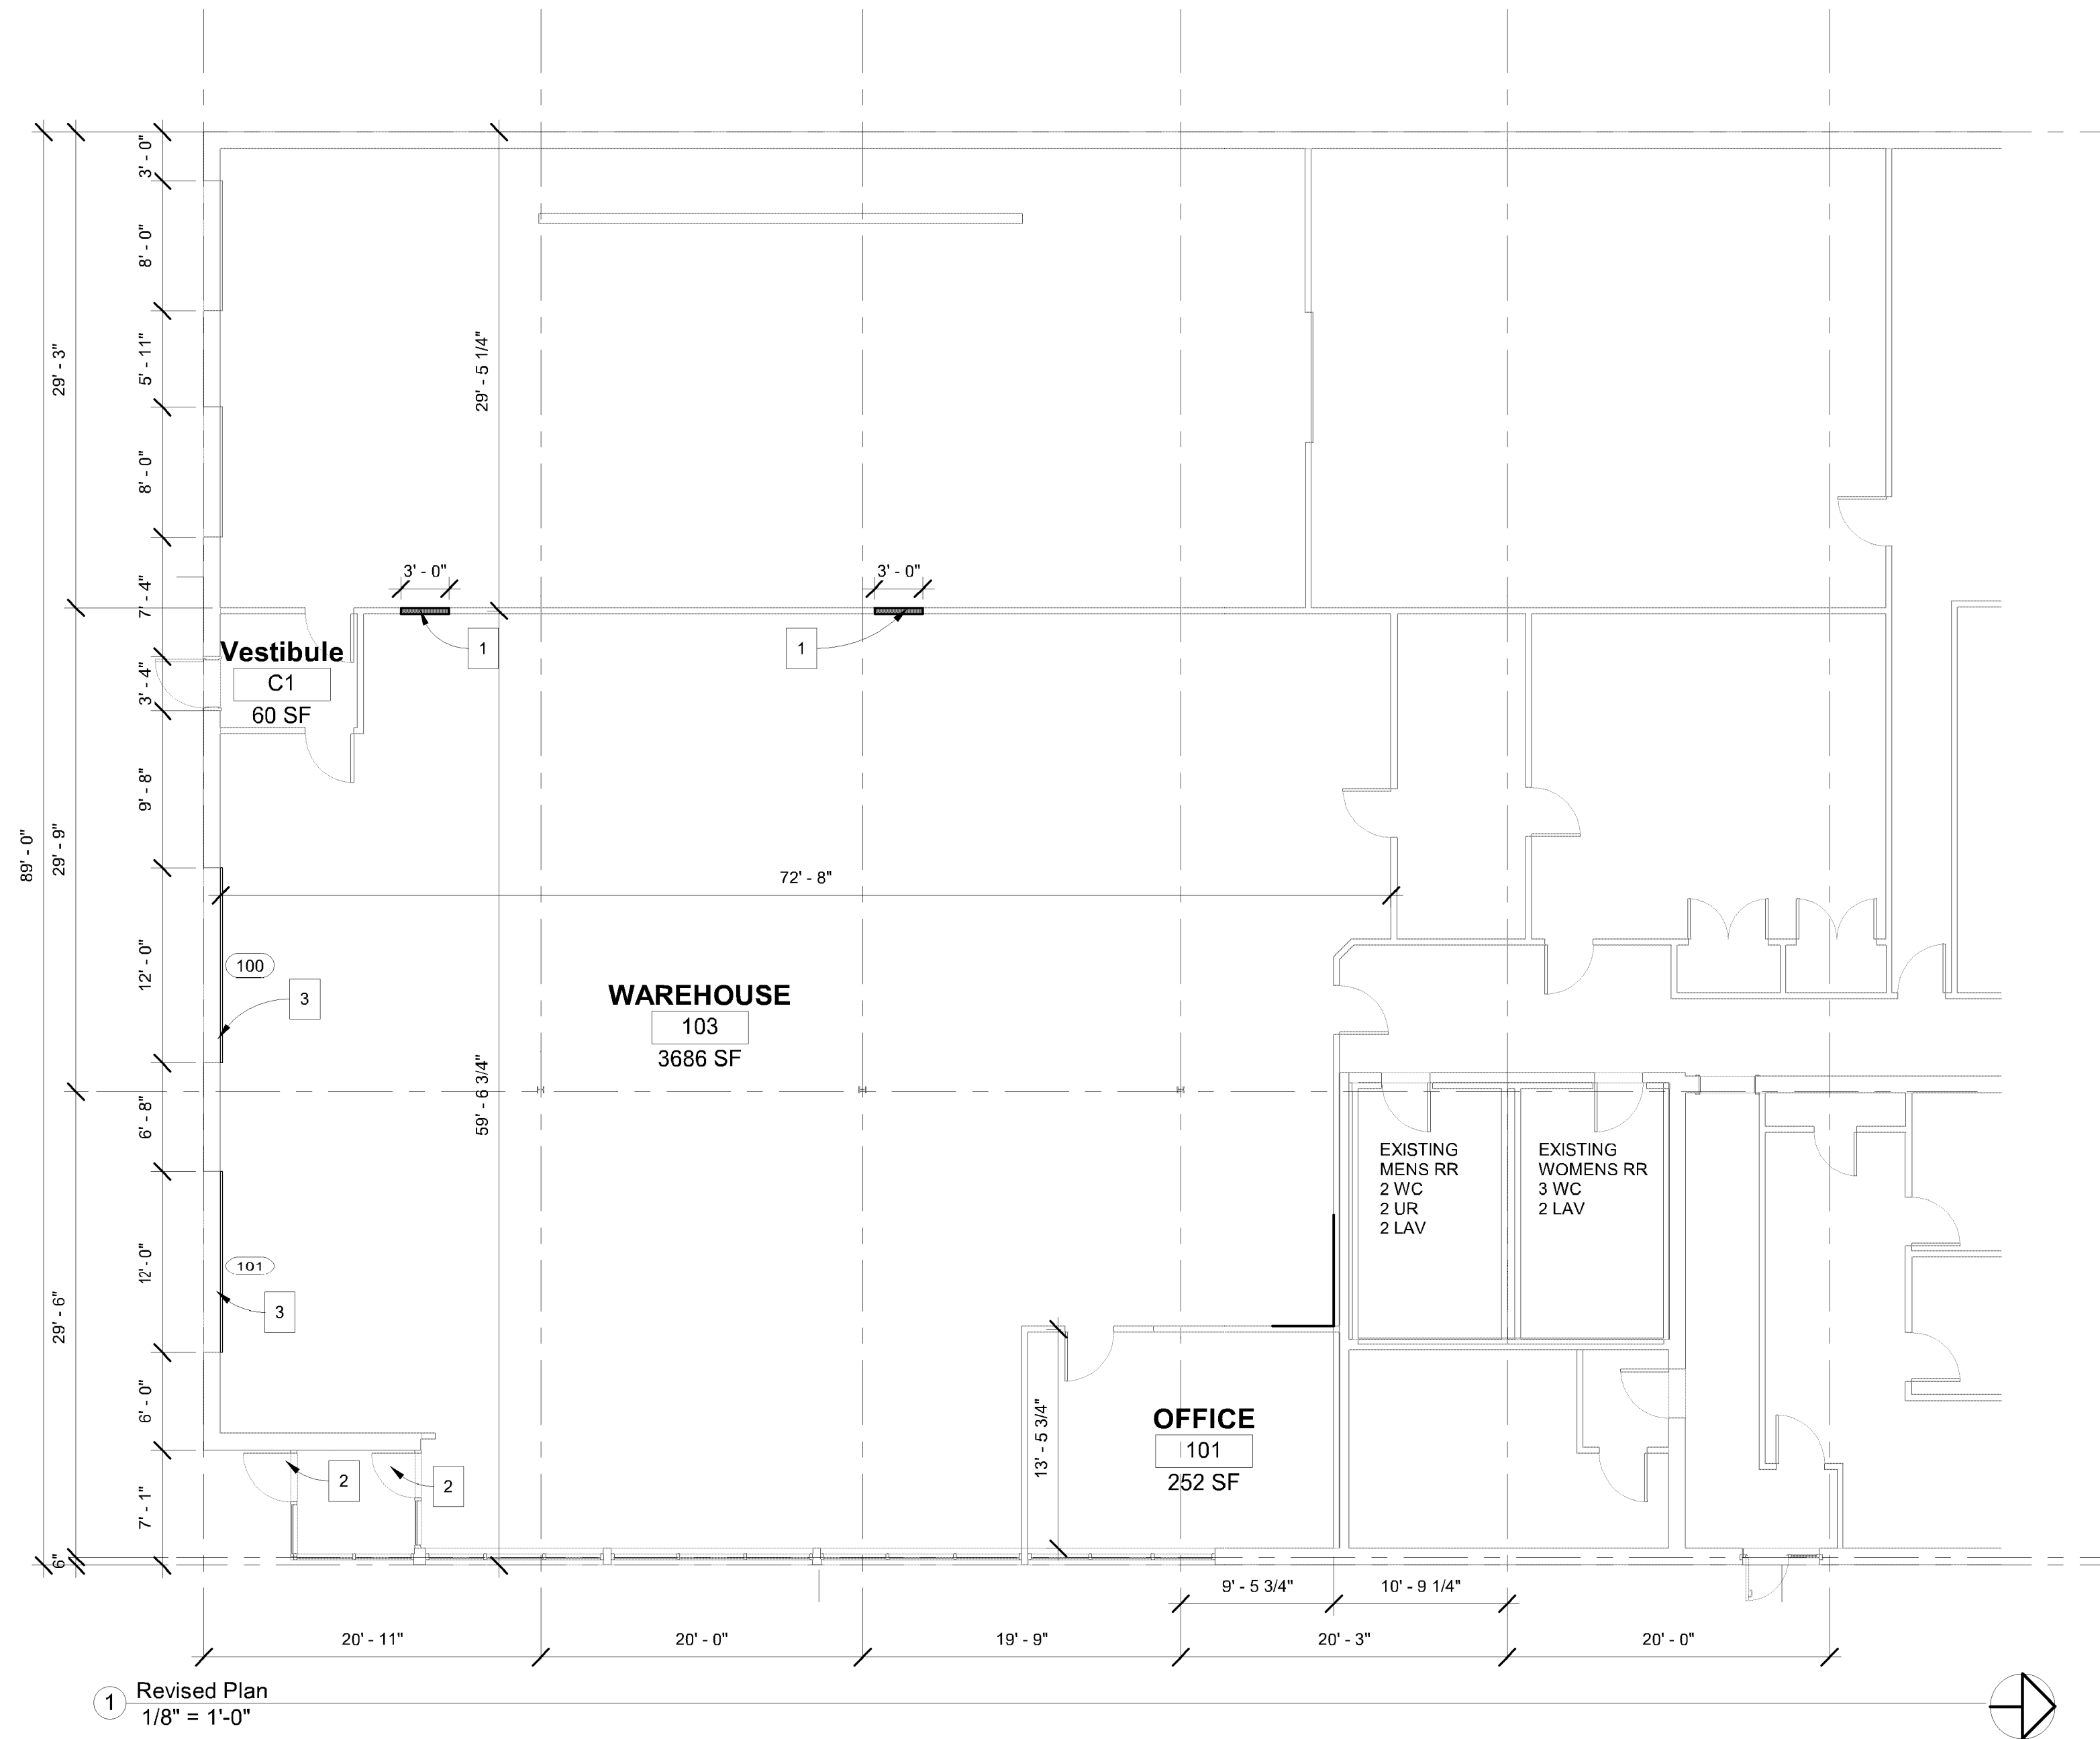 3' - 0"
8' - 0"
5' - 11"
8' - 0"
7' - 4"
3' - 4"
9' - 8"
12' - 0"
6' - 8"
12' - 0"
6' - 0"
7' - 1"
29' - 3"
29' - 9"
29' - 6"
6"
89' - 0"
29' - 5 1/4"
59' - 6 3/4"
3' - 0"
3' - 0"
1
1
Vestibule
C1
60 SF
72' - 8"
100
3
WAREHOUSE
103
3686 SF
EXISTING
MENS RR
2 WC
2 UR
2 LAV
EXISTING
WOMENS RR
3 WC
2 LAV
101
3
13' - 5 3/4"
OFFICE
101
252 SF
2
2
9' - 5 3/4"
10' - 9 1/4"
20' - 11"
20' - 0"
19' - 9"
20' - 3"
20' - 0"
1
Revised Plan
1/8" = 1'-0"